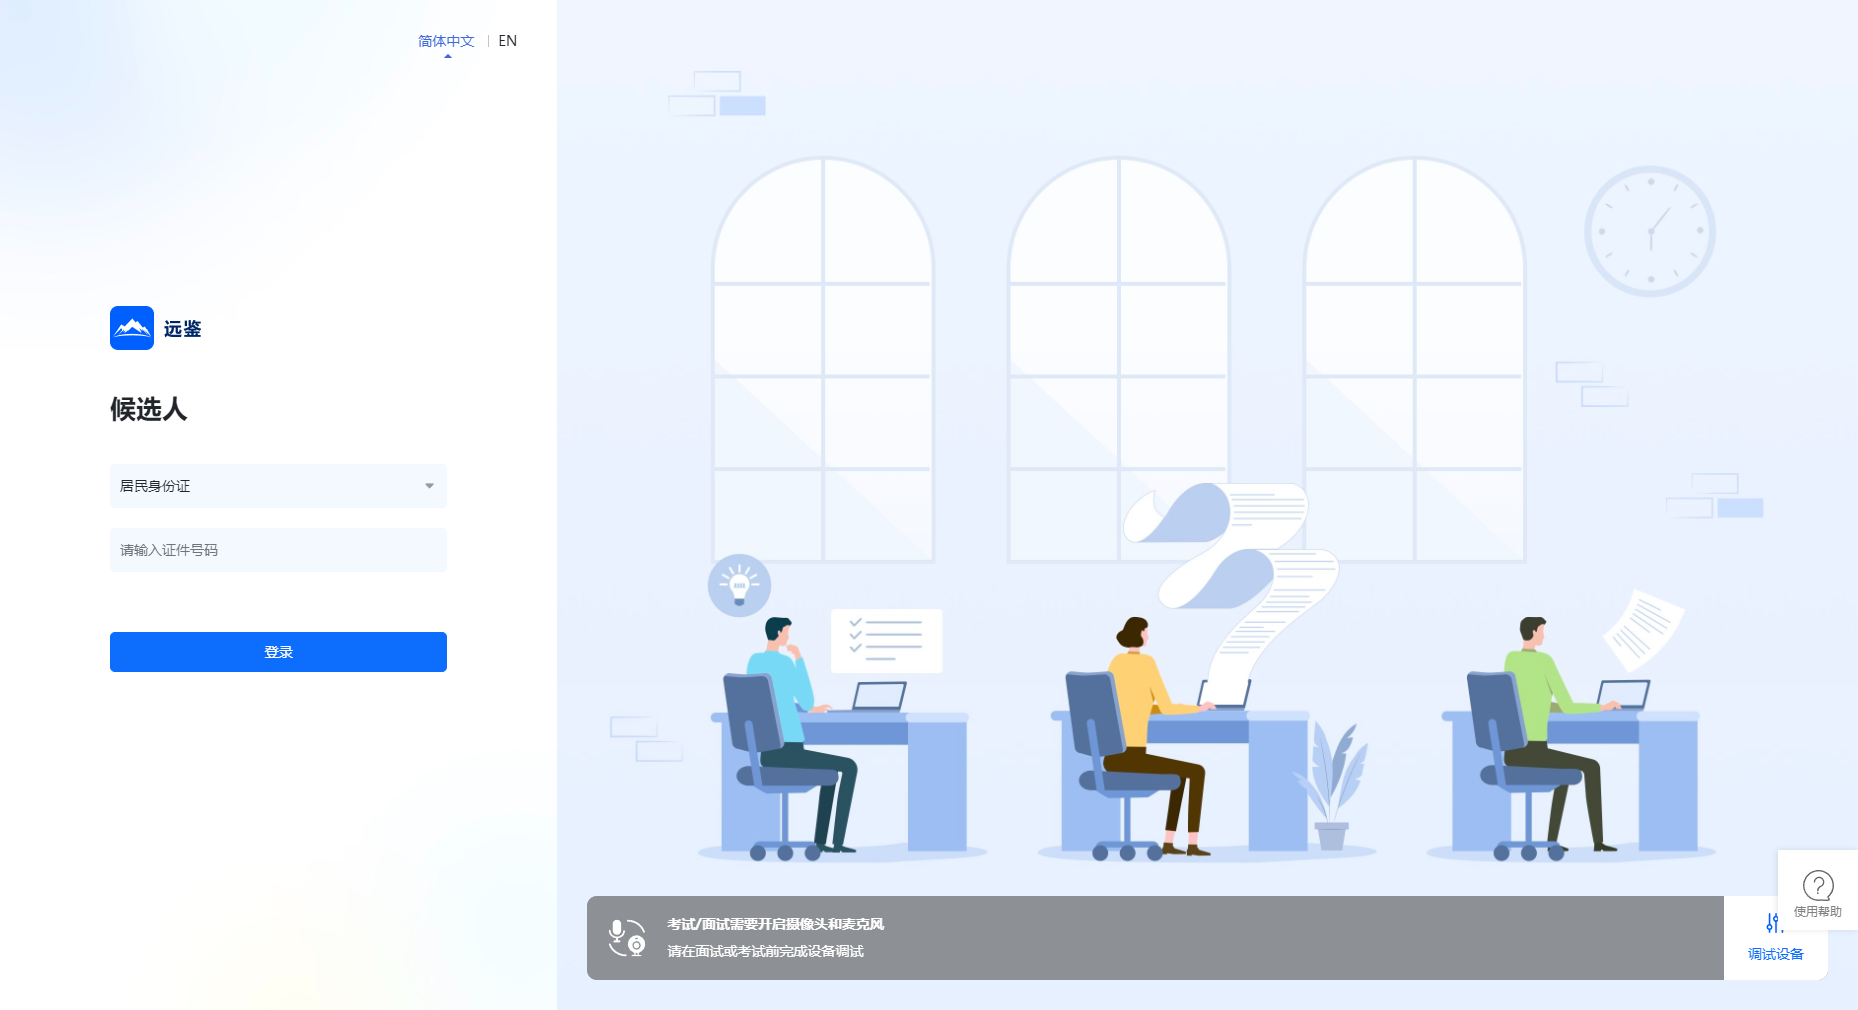 简体中文 | EN
远鉴
候选人
居民身份证
请输入证件号码
登录
考试/面试需要开启摄像头和麦克风
请在面试或考试前完成设备调试
调试设备
使用帮助